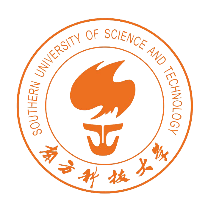 SOUTHERN UNIVERSITY OF SCIENCE AND TECHNOLOGY
南方科技大学